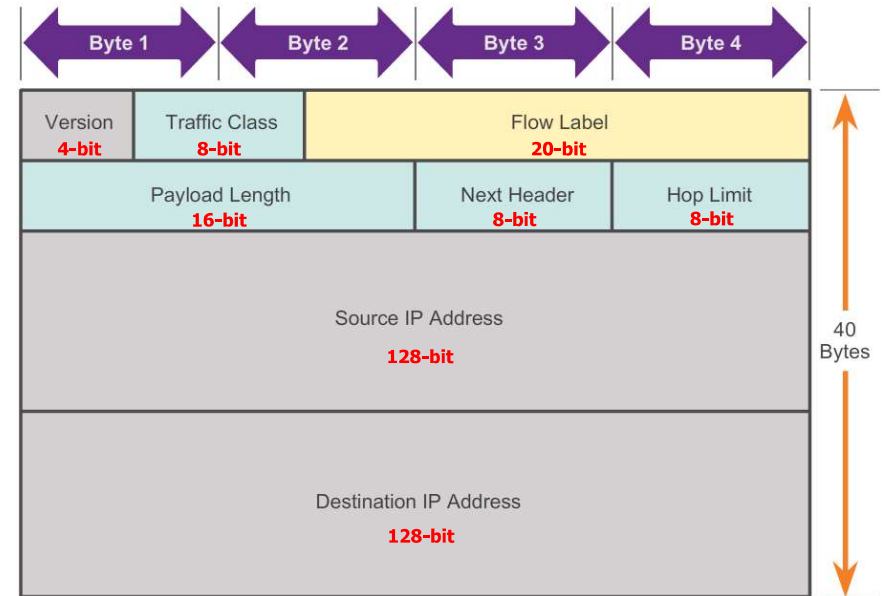 Byte 1 Byte 2 Byte 3 Byte 4
Version Traffic Class Flow Label
4-bit 8-bit 20-bit
Payload Length Next Header Hop Limit
16-bit 8-bit 8-bit
Source IP Address
128-bit
40
Bytes
Destination IP Address
128-bit